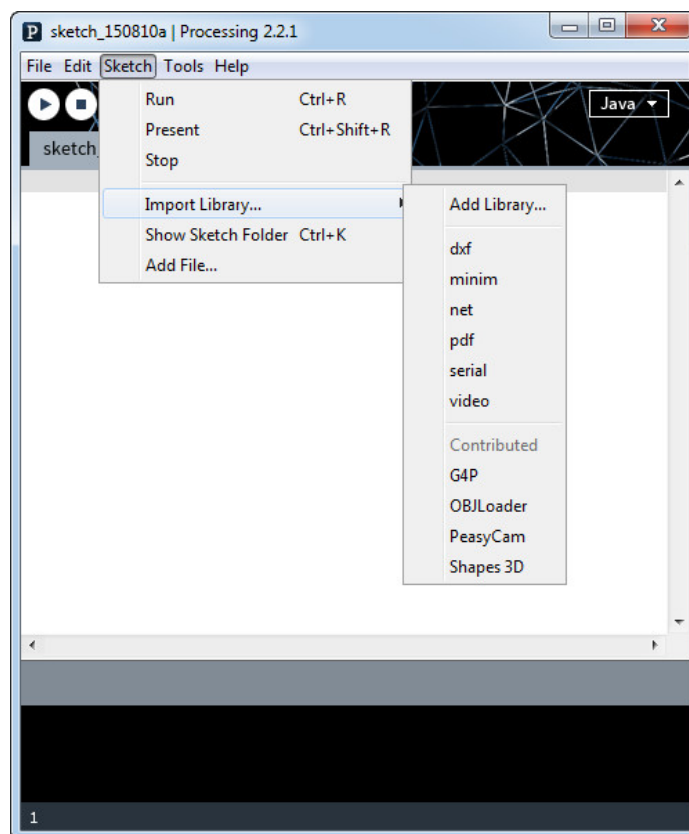 sketch_150810a | Processing 2.2.1
File Edit Sketch Tools Help
Run Ctrl+R
Java
Present Ctrl+Shift+R
sketch_
Stop
Import Library...
Add Library...
Show Sketch Folder Ctrl+K
Add File...
dxf
minim
net
pdf
serial
video
Contributed
G4P
OBJLoader
PeasyCam
Shapes 3D
1